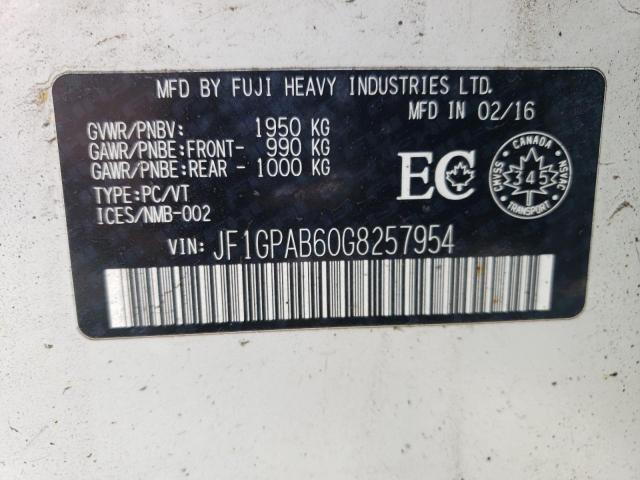 MFD BY FUJI HEAVY INDUSTRIES LTD.
MFD IN 02/16
GVWR/PNBV: 1950 KG
GAWR/PNBE:FRONT- 990 KG
GAWR/PNBE:REAR - 1000 KG
TYPE:PC/VT
ICES/NMB-002
EC
CANADA
CMVSS
NSVAC
345
TRANSPORT
VIN: JF1GPAB60G8257954